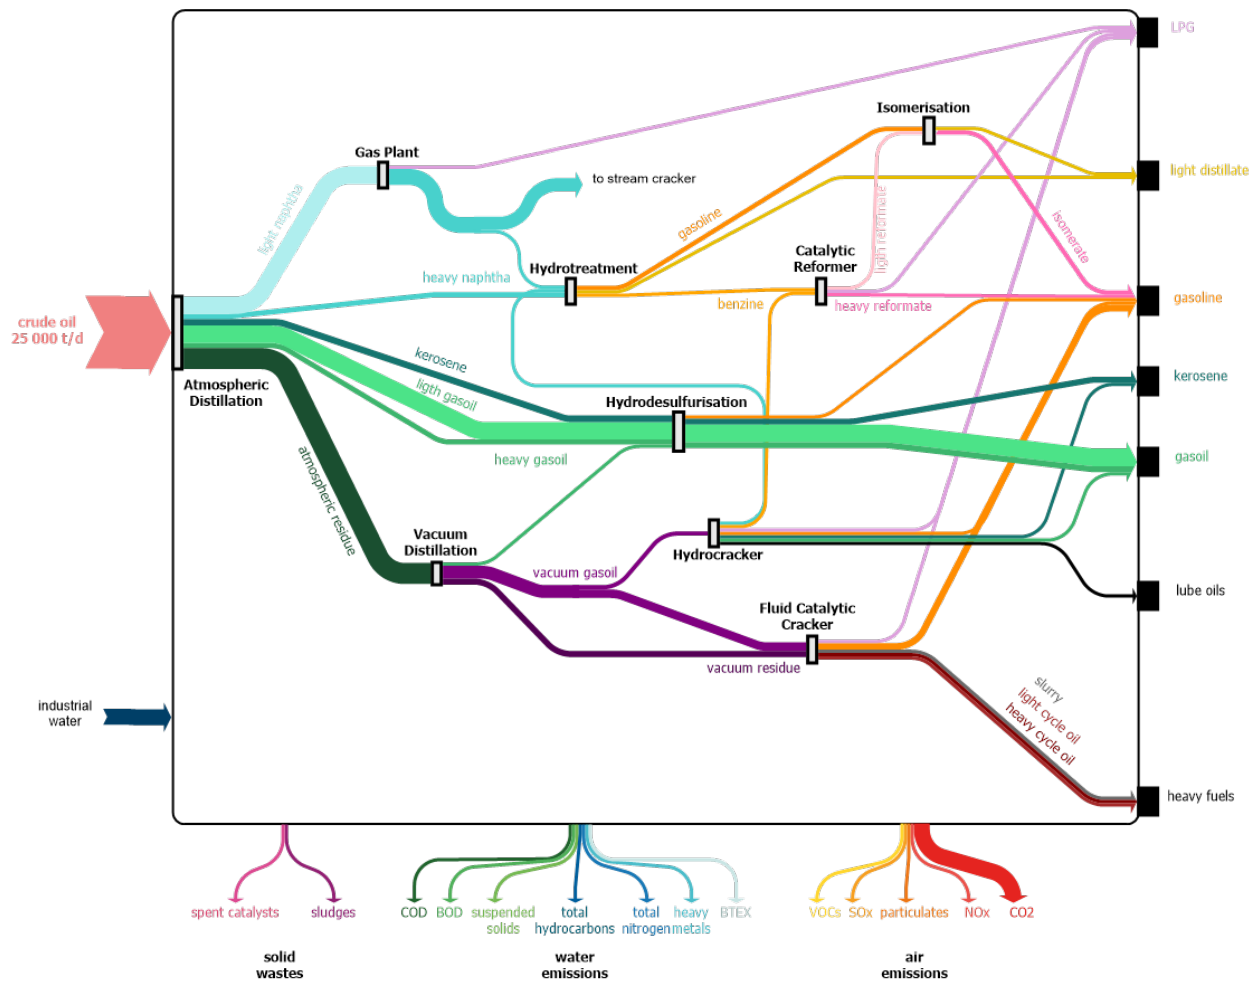 LPG
Isomerisation
Gas Plant
light distillate
to stream cracker
light nphtha
ligth reformate
gasoline
isomerate
Catalytic
Reformer
Hydrotreatment
heavy naphtha
benzine
heavy reformate
gasoline
crude oil
25 000 t/d
kerosene
kerosene
Atmospheric
Distillation
ligth gasoil
Hydrodesulfurisation
heavy gasoil
gasoil
atmospheric residue
Vacuum
Distillation
Hydrocracker
vacuum gasoil
lube oils
Fluid Catalytic
Cracker
vacuum residue
slurry
light cycle oil
heavy cycle oil
industrial
water
heavy fuels
spent catalysts
sludges
COD
BOD
suspended
solids
total
hydrocarbons
total
nitrogen
heavy
metals
BTEX
VOCs
SOx
particulates
NOx
CO2
solid
wastes
water
emissions
air
emissions